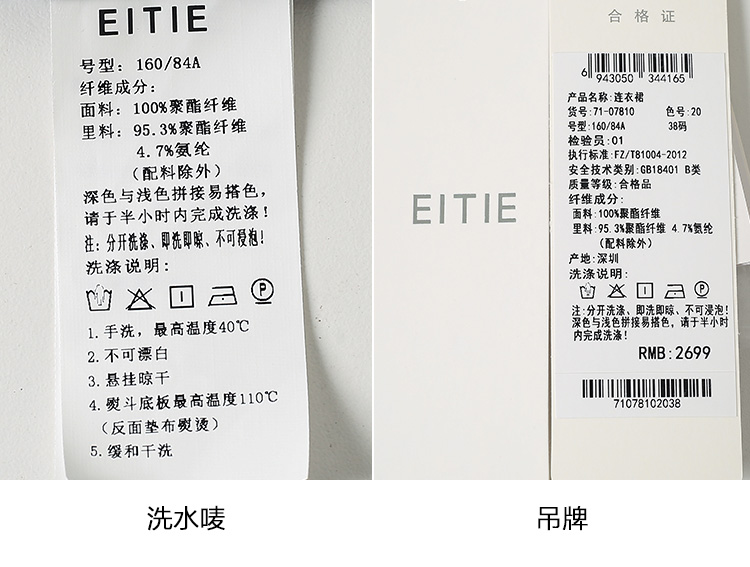 EITIE
号型：160/84A
纤维成分：
面料：100%聚酯纤维
里料：95.3%聚酯纤维
4.7%氨纶
（配料除外）
深色与浅色拼接易搭色，
请于半小时内完成洗涤！
注：分开洗涤、即洗即晾、不可浸泡！
洗涤说明：
1.手洗，最高温度40℃
2.不可漂白
3.悬挂晾干
4.熨斗底板最高温度110℃
（反面垫布熨烫）
5.缓和干洗
洗水唛
EITIE
合格证
6 943050 344165
产品名称:连衣裙
货号:71-07810 色号:20
号型:160/84A 38码
检验员:01
执行标准:FZ/T81004-2012
安全技术类别:GB18401 B类
质量等级:合格品
纤维成分:
面料:100%聚酯纤维
里料:95.3%聚酯纤维 4.7%氨纶
（配料除外）
产地:深圳
洗涤说明:
注:分开洗涤、即洗即晾、不可浸泡!
深色与浅色拼接易搭色，请于半小时
内完成洗涤!
RMB:2699
71078102038
吊牌